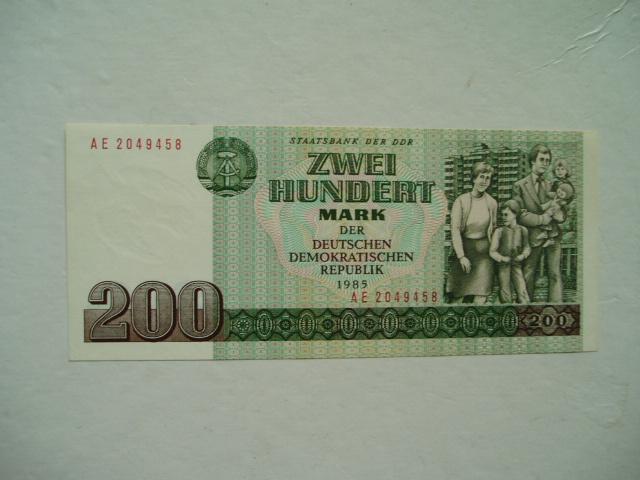 AE 2049458
STAATSBANK DER DDR
ZWEI
HUNDERT
MARK
DER
DEUTSCHEN
DEMOKRATISCHEN
REPUBLIK
1985
AE 2049458
200
200